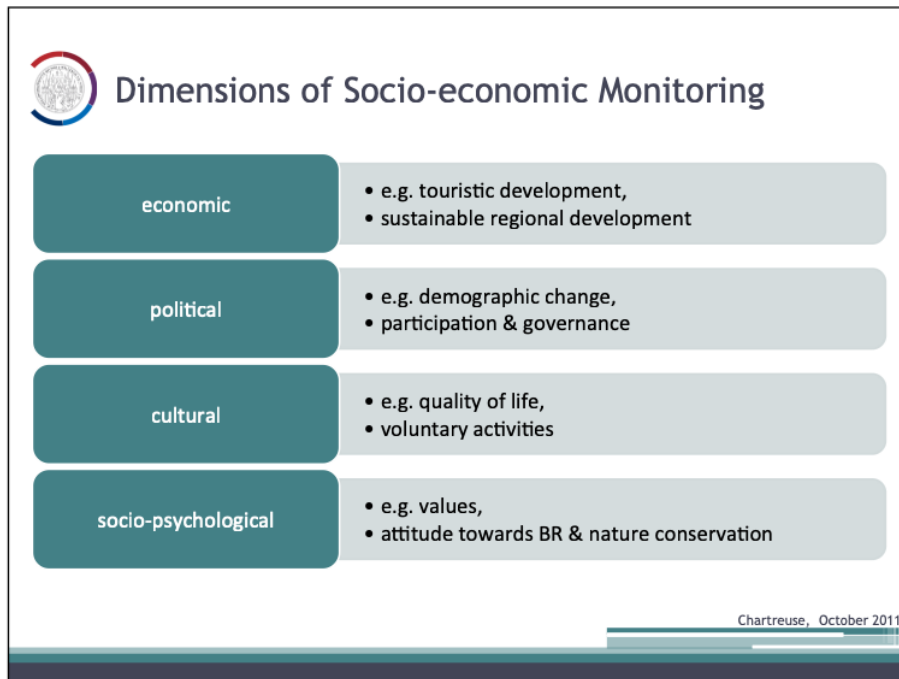 Dimensions of Socio-economic Monitoring
economic
• e.g. touristic development,
• sustainable regional development
political
• e.g. demographic change,
• participation & governance
cultural
• e.g. quality of life,
• voluntary activities
socio-psychological
• e.g. values,
• attitude towards BR & nature conservation
Chartreuse, October 2011